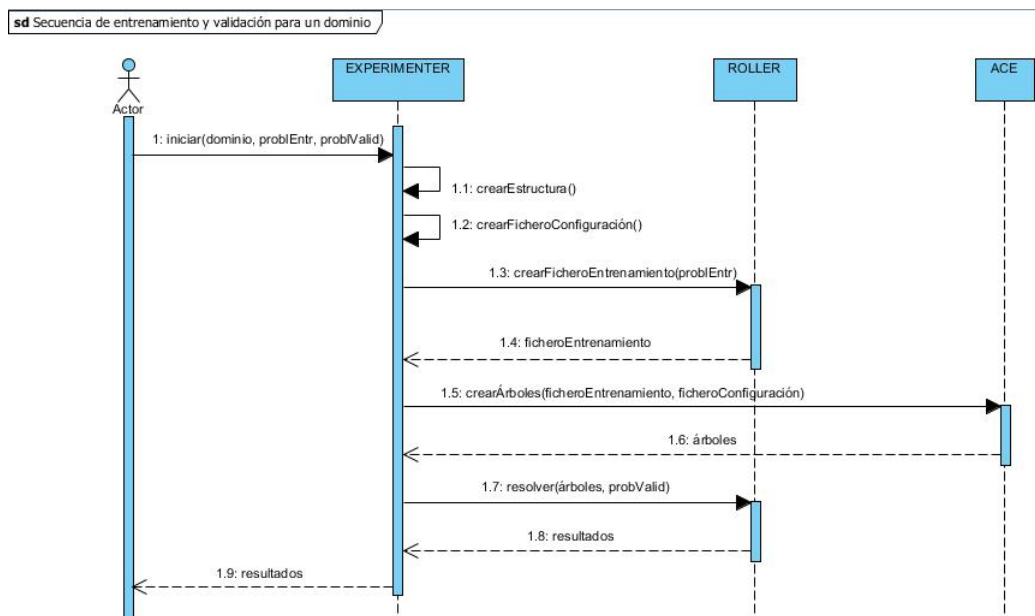 sd Secuencia de entrenamiento y validación para un dominio
EXPERIMENTER
ROLLER
ACE
Actor
1: iniciar(dominio, problEntr, problValid)
1.1: crearEstructura()
1.2: crearFicheroConfiguración()
1.3: crearFicheroEntrenamiento(problEntr)
1.4: ficheroEntrenamiento
1.5: crearÁrboles(ficheroEntrenamiento, ficheroConfiguración)
1.6: árboles
1.7: resolver(árboles, probValid)
1.8: resultados
1.9: resultados